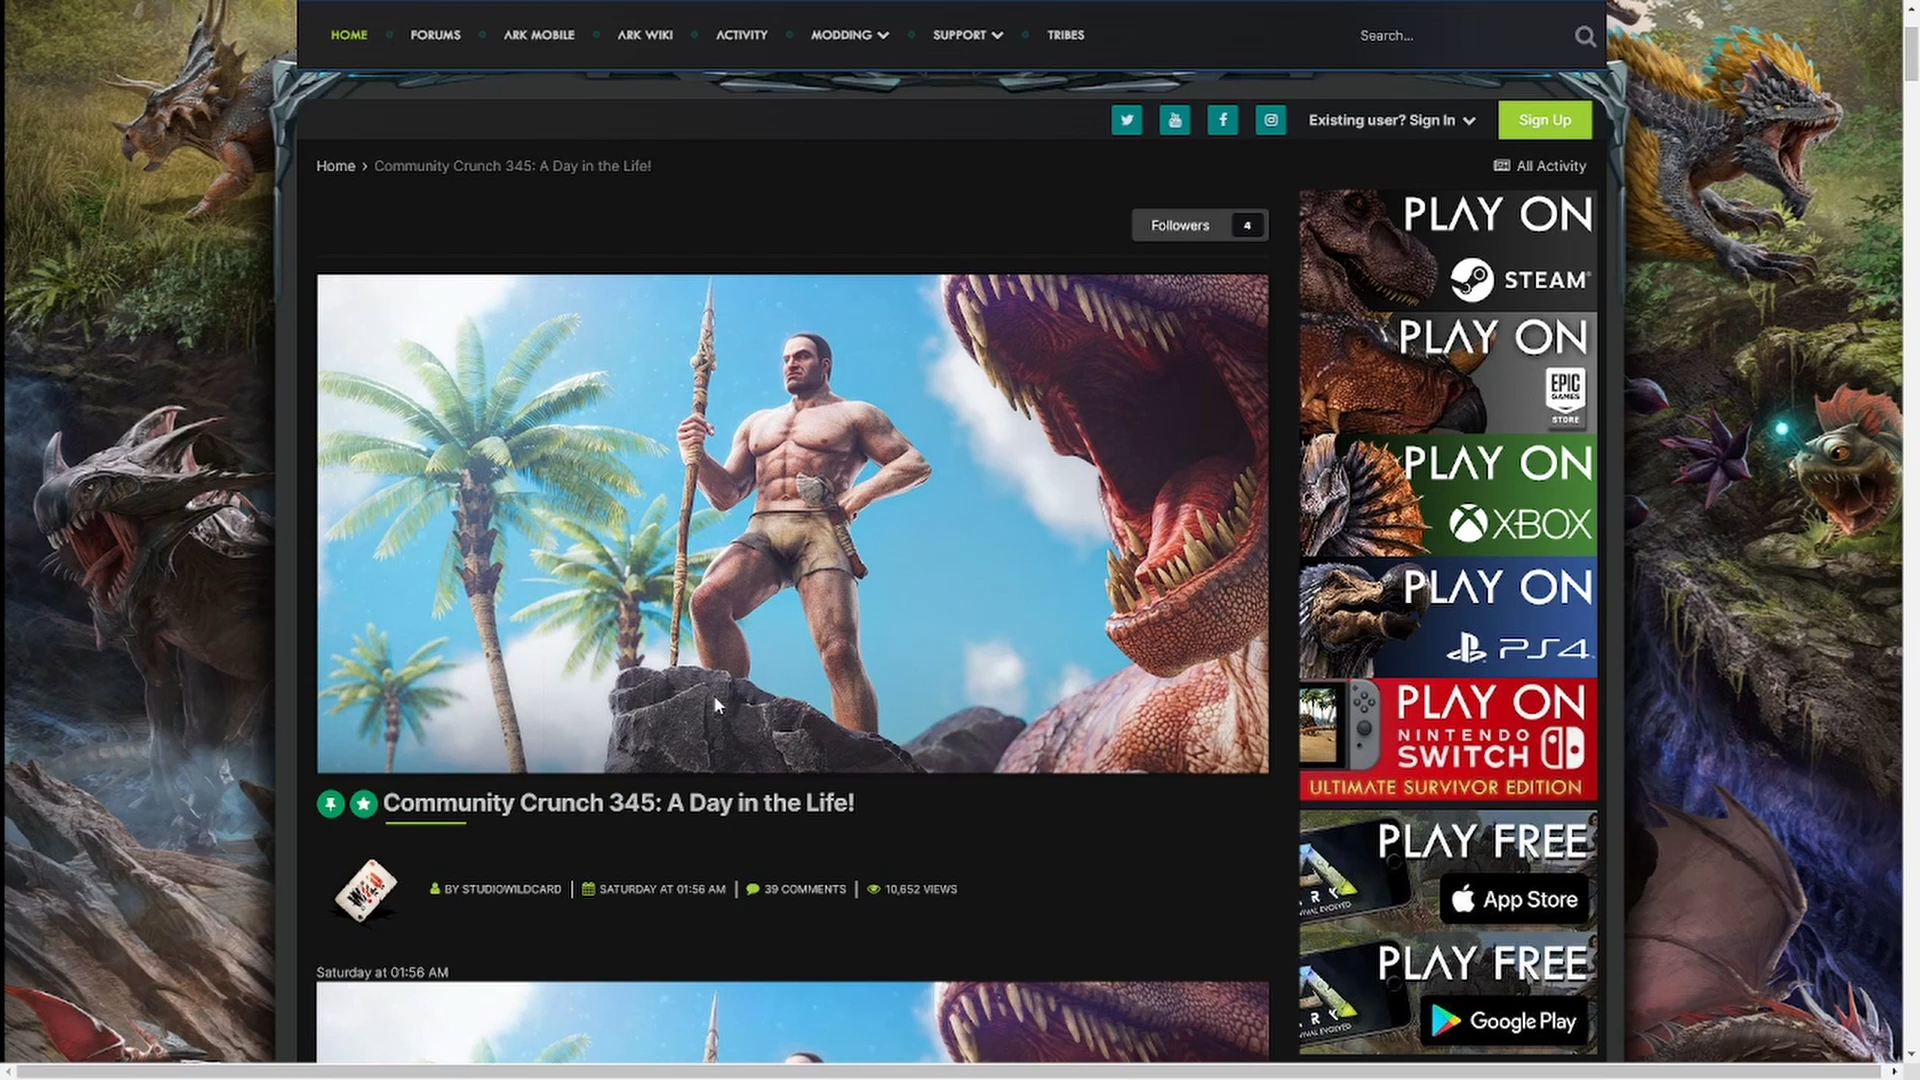 HOME FORUMS ARK MOBILE ARK WIKI ACTIVITY MODDING SUPPORT TRIBES Search...
Existing user? Sign In Sign Up
Home > Community Crunch 345: A Day in the Life! All Activity
Followers 4
PLAY ON
STEAM
PLAY ON
EPIC
GAMES
STORE
PLAY ON
XBOX
PLAY ON
PS4
PLAY ON
NINTENDO
SWITCH
ULTIMATE SURVIVOR EDITION
Community Crunch 345: A Day in the Life!
BY STUDIOWILDCARD | SATURDAY AT 01:56 AM | 39 COMMENTS | 10,652 VIEWS
PLAY FREE
App Store
Saturday at 01:56 AM
PLAY FREE
Google Play